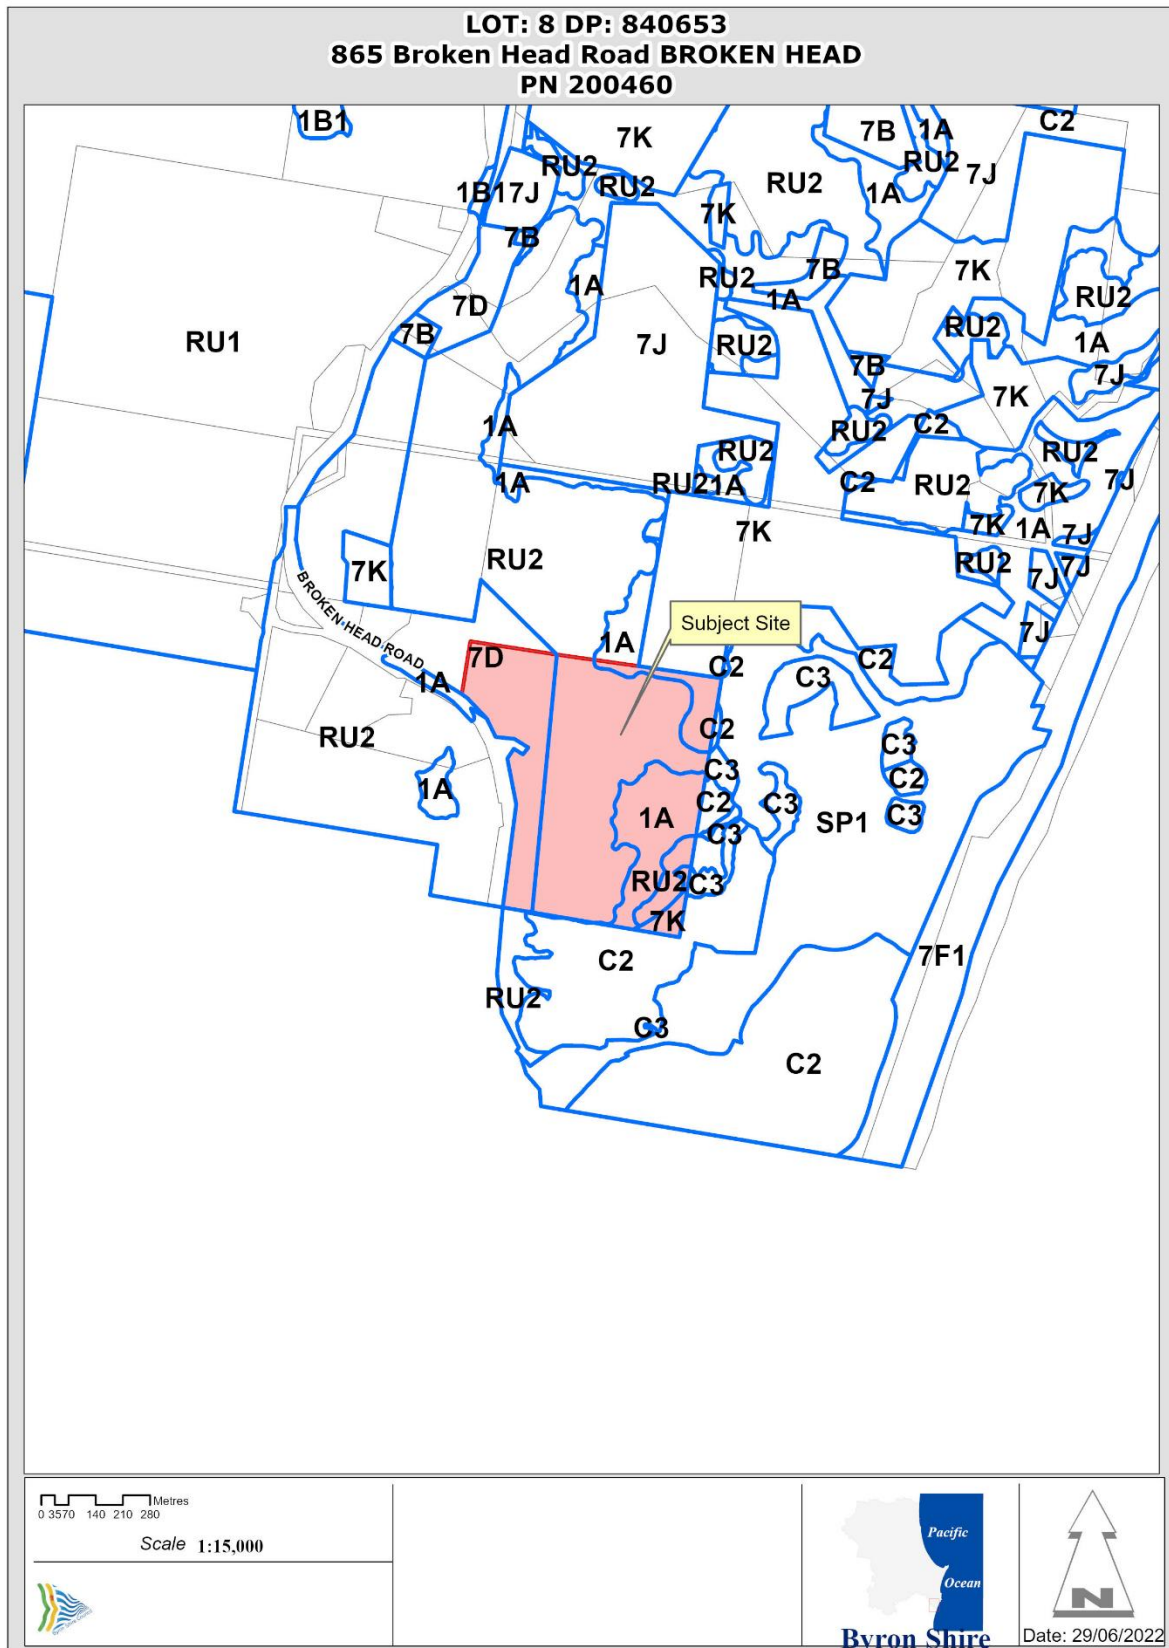 LOT: 8 DP: 840653
865 Broken Head Road BROKEN HEAD
PN 200460
1B1
7K
7B
1A
C2
RU2
RU2
7J
1B1
7J
RU2
RU2
1A
7K
7B
7K
1A
RU2
7B
7D
1A
RU2
RU1
7B
7J
RU2
RU2
1A
7B
7J
7J
7K
1A
RU2
C2
RU2
RU2
1A
RU2
1A
C2
RU2
7K
7J
7K
7K
1A
7J
RU2
7K
RU2
7J
7J
BROKEN HEAD ROAD
Subject Site
7J
7D
1A
C2
C2
C3
1A
RU2
C2
C3
C3
C2
1A
C2
C3
C3
1A
C3
SP1
RU2
C3
7K
C2
7F1
RU2
C3
C2
Metres
0 3570 140 210 280
Scale 1:15,000
Pacific
Ocean
Byron Shire
N
Date: 29/06/2022